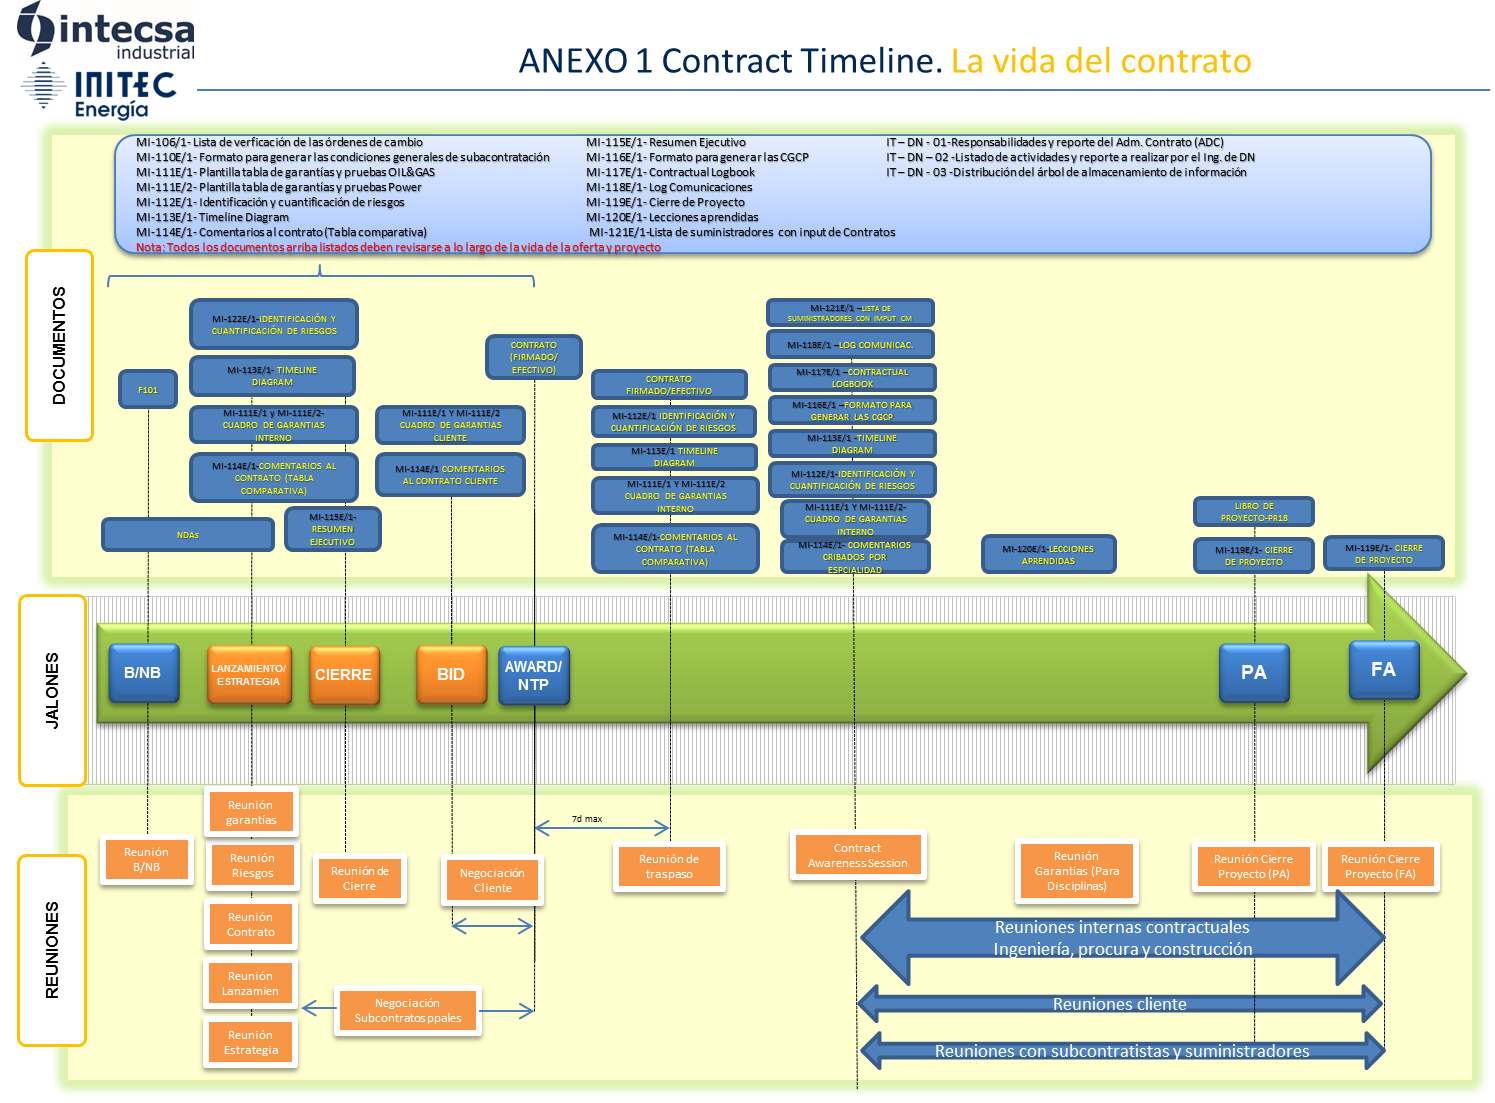 intecsa
industrial
INITEC
Energía
ANEXO 1 Contract Timeline. La vida del contrato
MI-106/1- Lista de verficación de las órdenes de cambio
MI-110E/1- Formato para generar las condiciones generales de subacontratación
MI-111E/1- Plantilla tabla de garantías y pruebas OIL&GAS
MI-111E/2- Plantilla tabla de garantías y pruebas Power
MI-112E/1- Identificación y cuantificación de riesgos
MI-113E/1- Timeline Diagram
MI-114E/1- Comentarios al contrato (Tabla comparativa)
MI-115E/1- Resumen Ejecutivo
MI-116E/1- Formato para generar las CGCP
MI-117E/1- Contractual Logbook
MI-118E/1- Log Comunicaciones
MI-119E/1- Cierre de Proyecto
MI-120E/1- Lecciones aprendidas
MI-121E/1-Lista de suministradores con input de Contratos
IT – DN - 01-Responsabilidades y reporte del Adm. Contrato (ADC)
IT – DN – 02 -Listado de actividades y reporte a realizar por el Ing. de DN
IT – DN - 03 -Distribución del árbol de almacenamiento de información
Nota: Todos los documentos arriba listados deben revisarse a lo largo de la vida de la oferta y proyecto
DOCUMENTOS
F101
NDAs
MI-122E/1-IDENTIFICACIÓN Y
CUANTIFICACIÓN DE RIESGOS
MI-113E/1- TIMELINE
DIAGRAM
MI-111E/1 y MI-111E/2-
CUADRO DE GARANTIAS
INTERNO
MI-114E/1-COMENTARIOS AL
CONTRATO (TABLA
COMPARATIVA)
MI-115E/1-
RESUMEN
EJECUTIVO
MI-111E/1 Y MI-111E/2
CUADRO DE GARANTIAS
CLIENTE
MI-114E/1 COMENTARIOS
AL CONTRATO CLIENTE
CONTRATO
(FIRMADO/
EFECTIVO)
CONTRATO
FIRMADO/EFECTIVO
MI-112E/1 IDENTIFICACIÓN Y
CUANTIFICACIÓN DE RIESGOS
MI-113E/1 TIMELINE
DIAGRAM
MI-111E/1 Y MI-111E/2
CUADRO DE GARANTIAS
INTERNO
MI-114E/1-COMENTARIOS AL
CONTRATO (TABLA
COMPARATIVA)
MI-121E/1 –LISTA DE
SUMINISTRADORES CON IMPUT CM
MI-118E/1 –LOG COMUNICAC.
MI-117E/1 –CONTRACTUAL
LOGBOOK
MI-116E/1 –FORMATO PARA
GENERAR LAS CGCP
MI-113E/1 -TIMELINE
DIAGRAM
MI-112E/1-IDENTIFICACIÓN Y
CUANTIFICACIÓN DE RIESGOS
MI-111E/1 Y MI-111E/2-
CUADRO DE GARANTIAS
INTERNO
MI-114E/1- COMENTARIOS
CRIBADOS POR
ESPCIALIDAD
MI-120E/1-LECCIONES
APRENDIDAS
LIBRO DE
PROYECTO-PR18
MI-119E/1- CIERRE
DE PROYECTO
MI-119E/1- CIERRE
DE PROYECTO
JALONES
B/NB
LANZAMIENTO/
ESTRATEGIA
CIERRE
BID
AWARD/
NTP
PA
FA
REUNIONES
Reunión
B/NB
Reunión
garantías
Reunión
Riesgos
Reunión
Contrato
Reunión
Lanzamien
Reunión
Estrategia
Reunión de
Cierre
Negociación
Cliente
Negociación
Subcontratos ppales
7d max
Reunión de
traspaso
Contract
Awareness Session
Reunión
Garantías (Para
Disciplinas)
Reunión Cierre
Proyecto (PA)
Reunión Cierre
Proyecto (FA)
Reuniones internas contractuales
Ingeniería, procura y construcción
Reuniones cliente
Reuniones con subcontratistas y suministradores